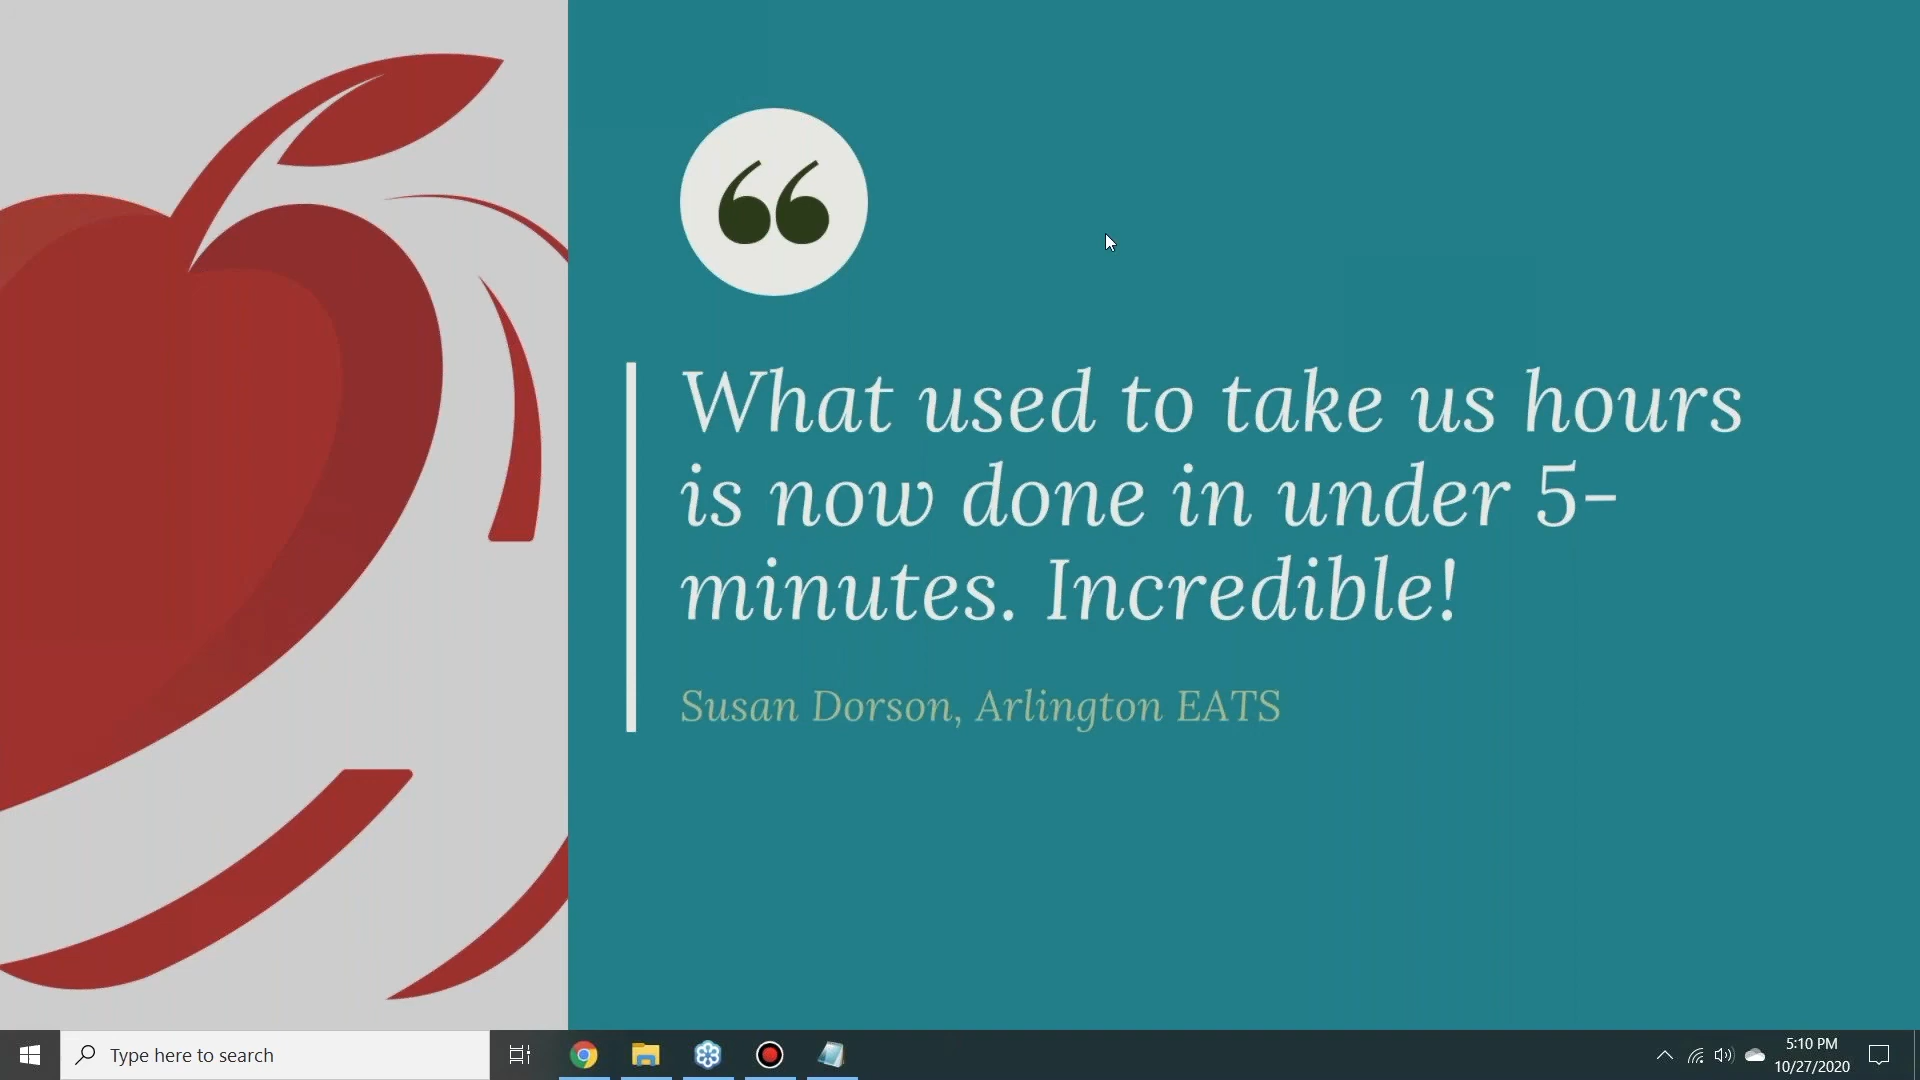 “
What used to take us hours
is now done in under 5-
minutes. Incredible!
Susan Dorson, Arlington EATS
Type here to search
5:10 PM
10/27/2020